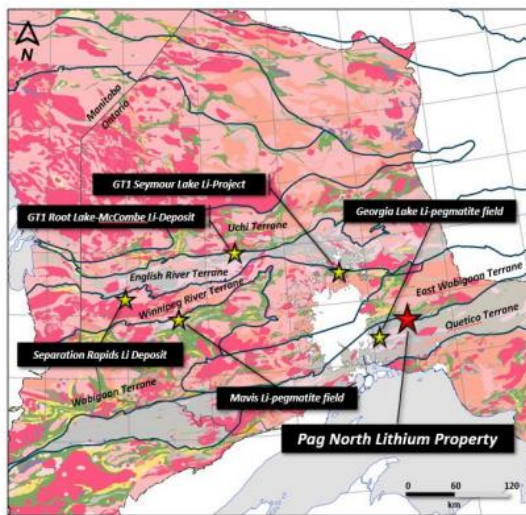 N
Manitoba
Ontario
GT1 Seymour Lake Li-Project
GT1 Root Lake-McCombe Li-Deposit
Georgia Lake Li-pegmatite field
Uchi Terrane
English River Terrane
Winnipeg River Terrane
East Wabigoon Terrane
Quetico Terrane
Separation Rapids Li Deposit
Mavis Li-pegmatite field
Wabigoon Terrane
Pag North Lithium Property
0 60 120
km